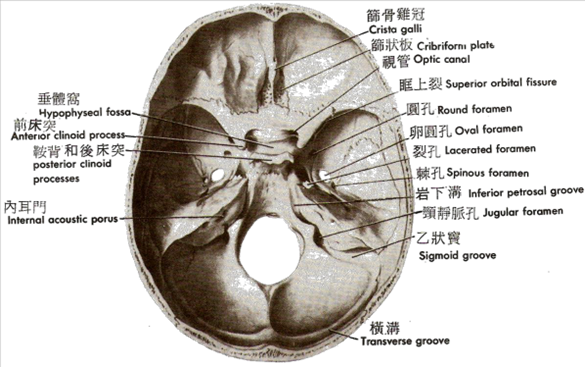 篩骨雞冠
Crista galli
篩狀板 Cribriform plate
視管 Optic canal
眶上裂 Superior orbital fissure
圓孔 Round foramen
卵圓孔 Oval foramen
裂孔 Lacerated foramen
棘孔 Spinous foramen
岩下溝 Inferior petrosal groove
頸靜脈孔 Jugular foramen
乙狀竇
Sigmoid groove
橫溝
Transverse groove
垂體窩
Hypophyseal fossa
前床突
Anterior clinoid process
鞍背和後床突
posterior clinoid
processes
內耳門
Internal acoustic porus